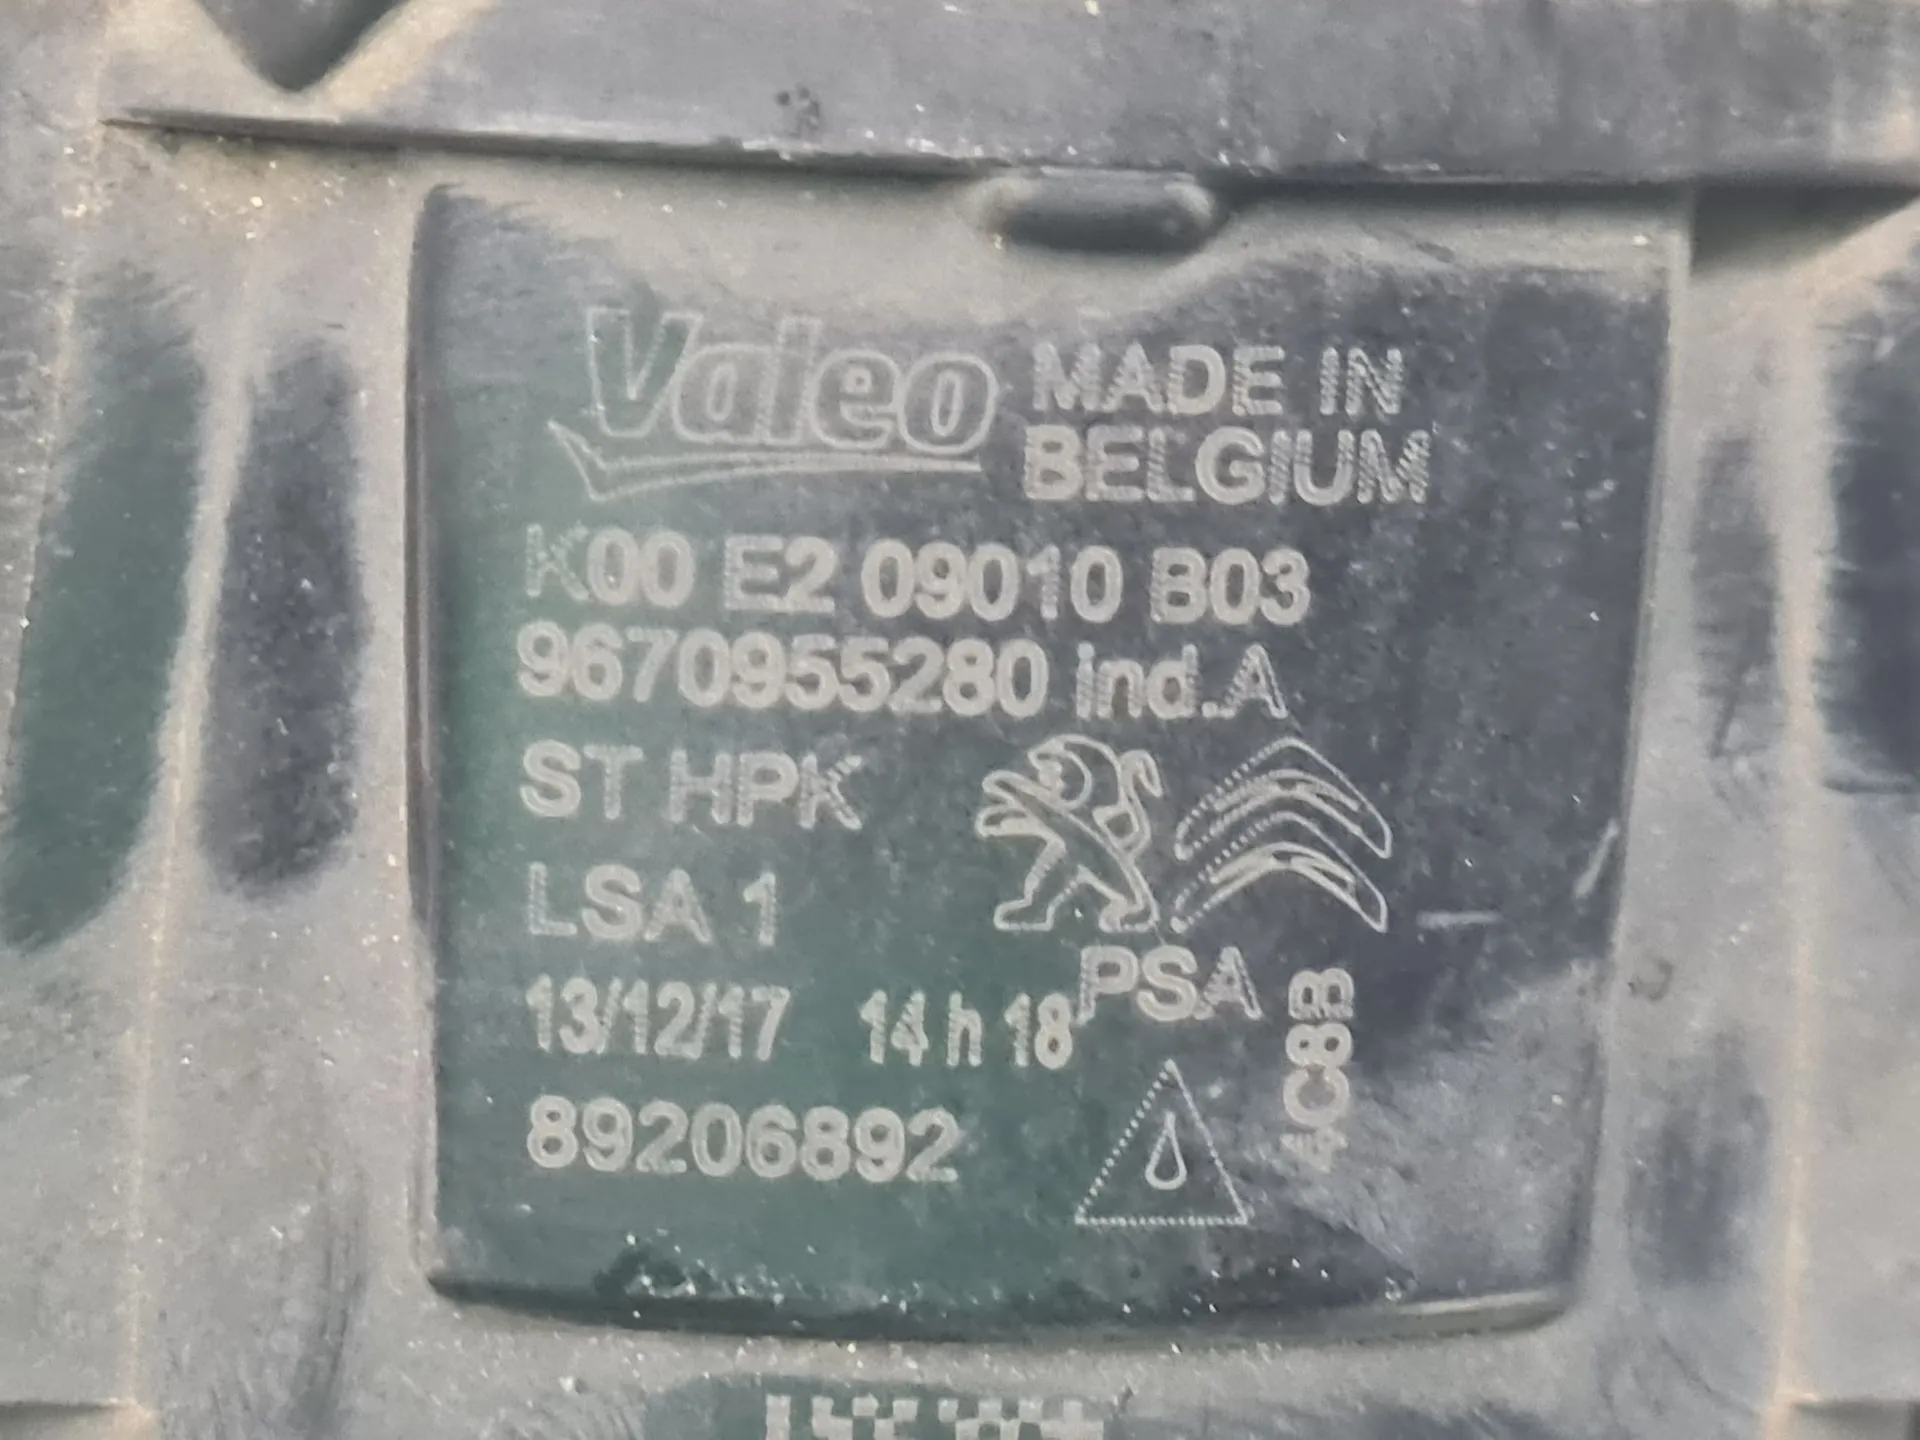 Valeo MADE IN
BELGIUM
K00 E2 09010 B03
9670955280 ind.A
ST HPK
LSA 1
PSA
13/12/17 14 h 18
4C8B
89206892